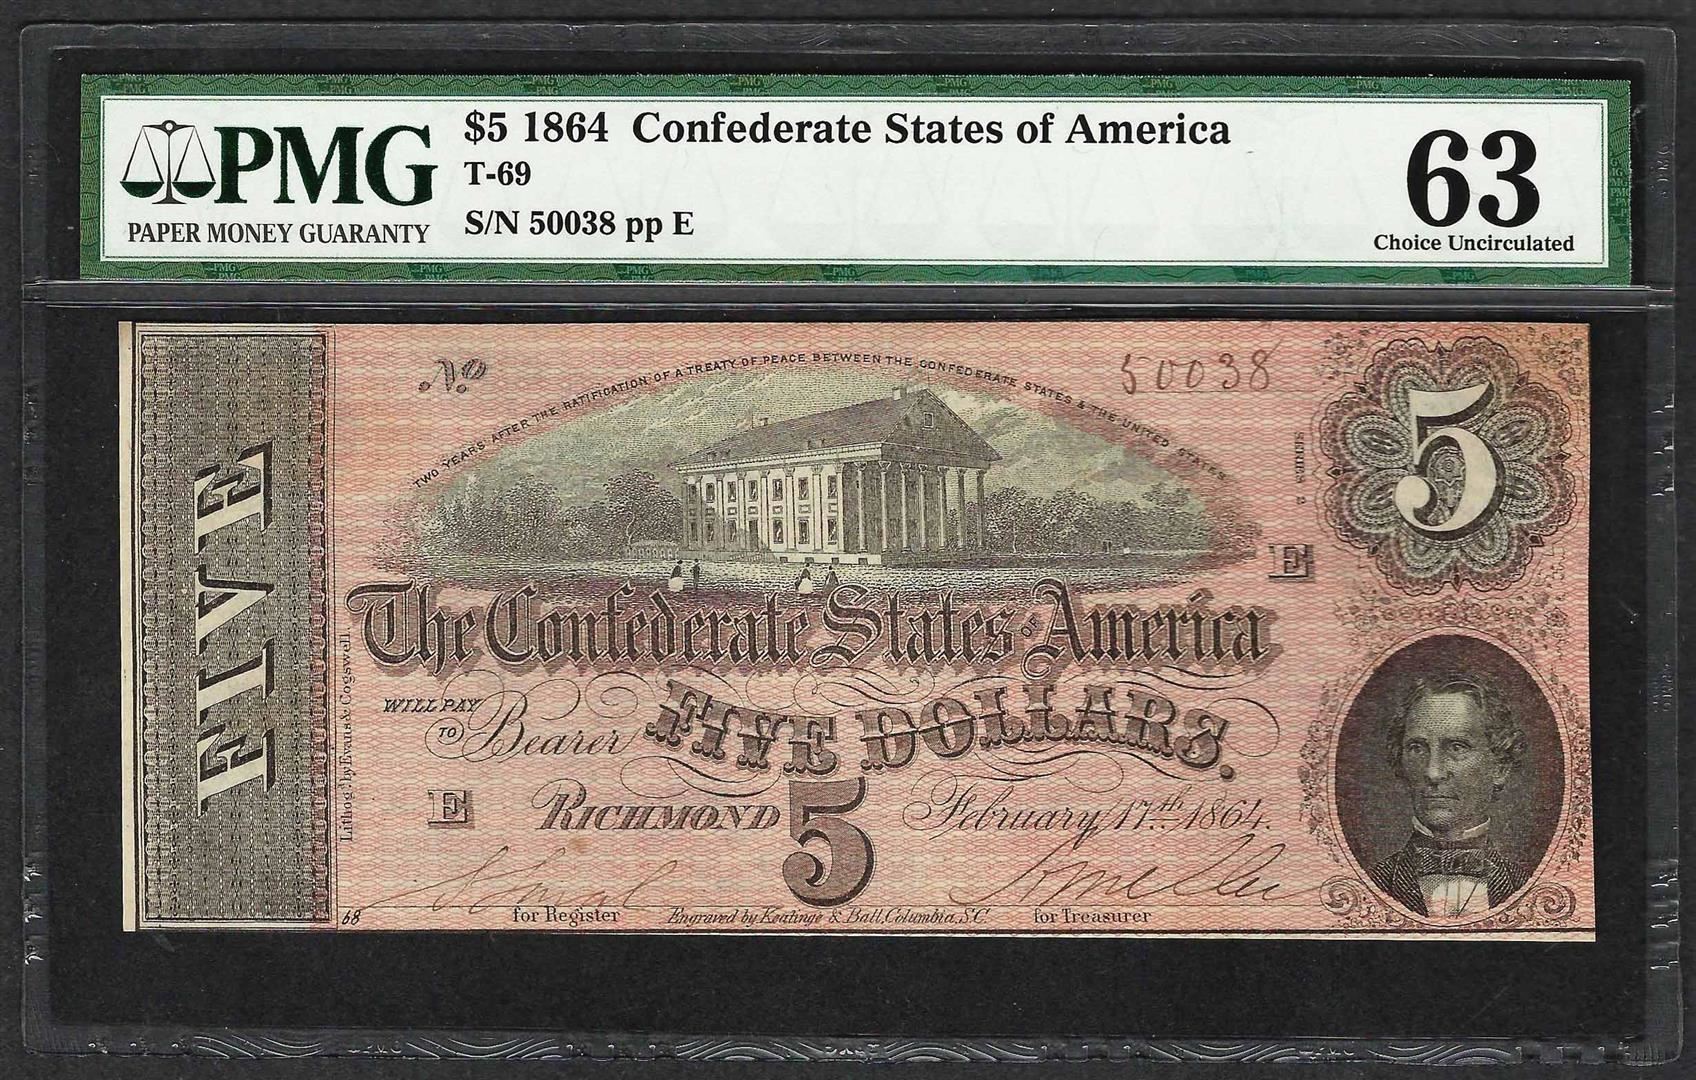 PMG
PAPER MONEY GUARANTY
$5 1864 Confederate States of America
T-69
S/N 50038 pp E
63
Choice Uncirculated
No
50038
TWO YEARS AFTER THE RATIFICATION OF A TREATY OF PEACE BETWEEN THE CONFEDERATE STATES & THE UNITED STATES
SERIES 2
5
FIVE
E
The Confederate States OF America
WILL PAY
TO Bearer FIVE DOLLARS.
E
RICHMOND 5 February 17th 1864.
Lithog'd by Evans & Cogswell.
68
for Register
Engraved by Keatinge & Ball, Columbia, S.C.
for Treasurer